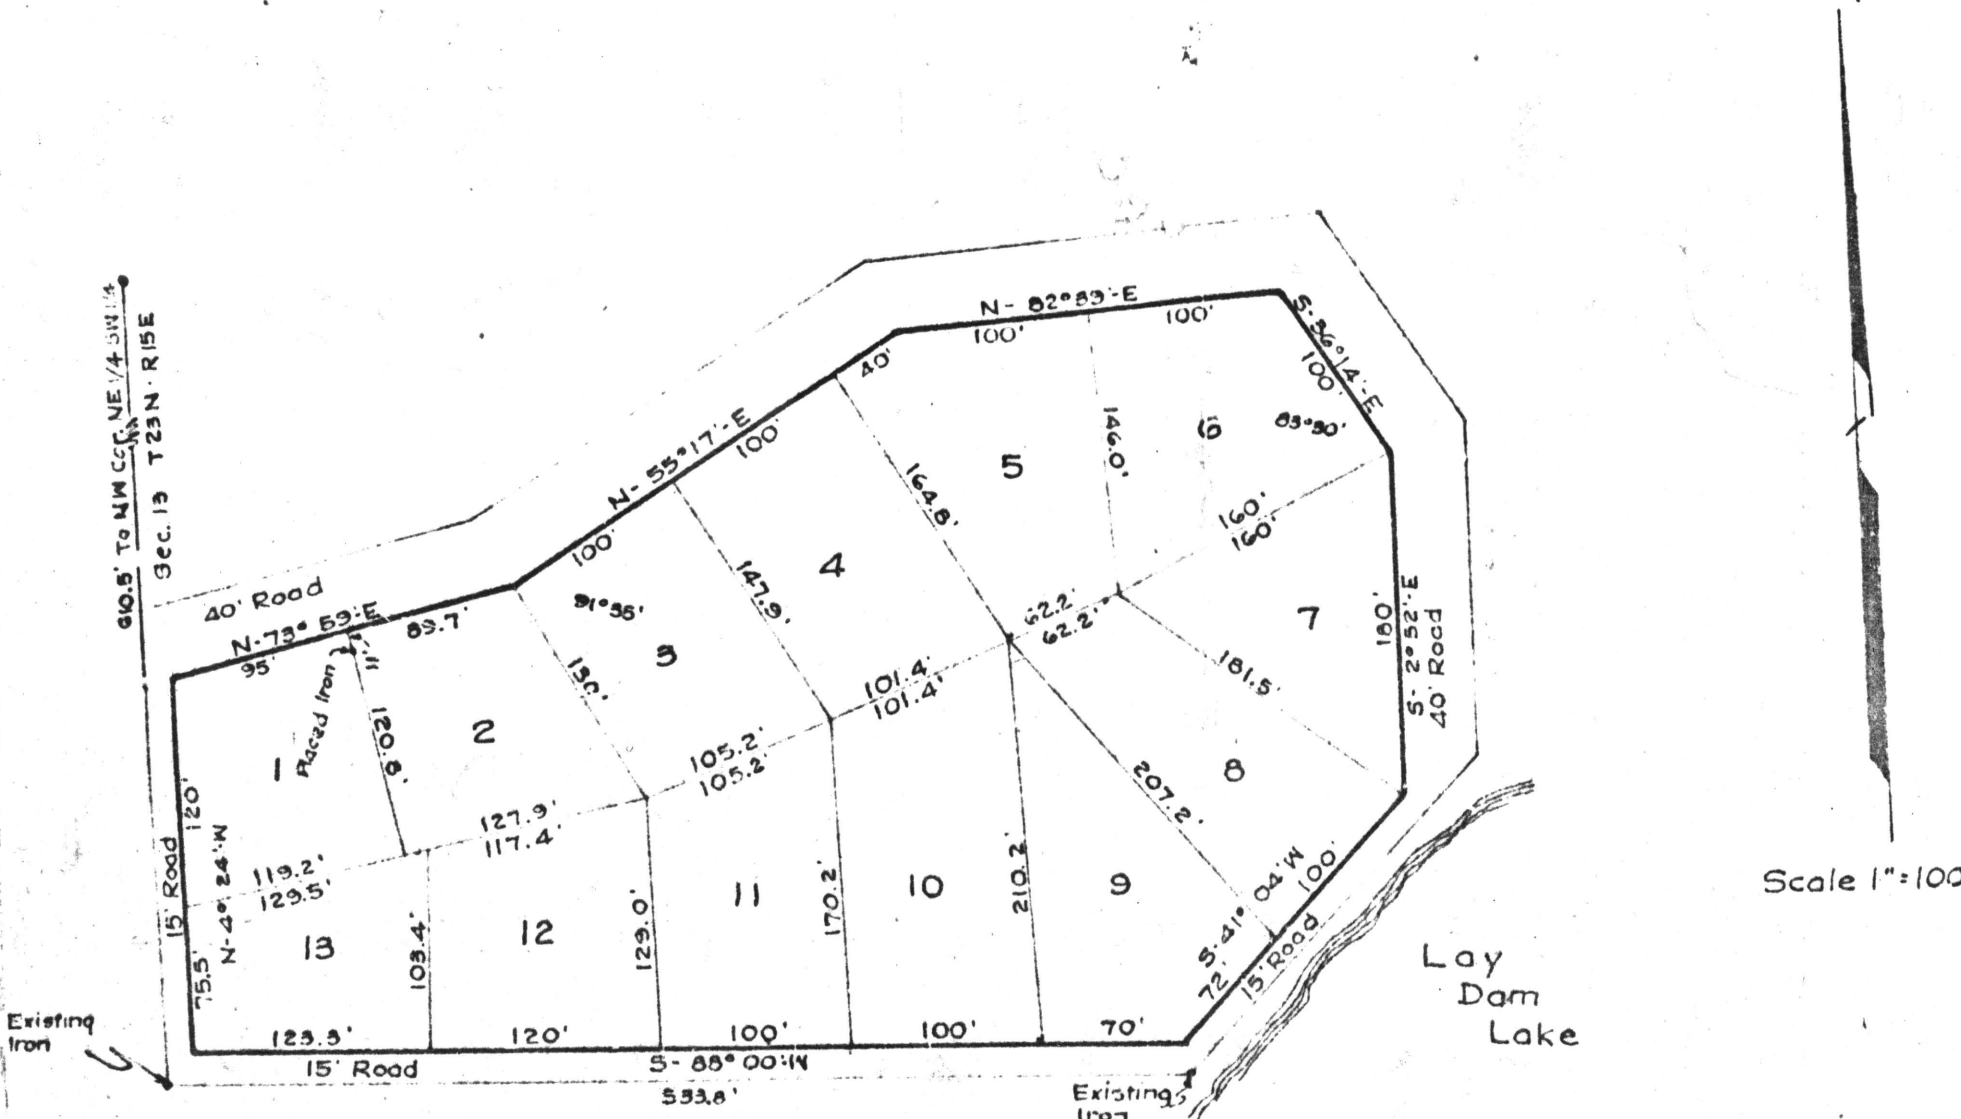 N- 82°53'-E
100'
100'
S-36°14'-E
100'
40'
N- 55°17'-E
100'
100'
610.5' To NW Cor. NE 1/4 SW 1/4
Sec. 13 T23N R15E
40' Road
N-73° 59'-E
95'
89.7'
11'
Placed Iron
120.8'
91°55'
83°30'
147.9'
164.8'
146.0'
130'
160'
160'
62.2'
62.2'
101.4'
101.4'
105.2'
105.2'
127.9'
117.4'
119.2'
129.5'
1
2
3
4
5
6
7
8
9
10
11
12
13
180'
S- 2°52'-E
40' Road
181.5'
207.2'
210.2'
170.2'
129.0'
103.4'
120'
15' Road
N-4° 24'-W
75.5'
S-41° 04'-W
100'
72'
15' Road
Existing
Iron
123.3'
120'
100'
100'
70'
15' Road
S- 88° 00'-W
533.8'
Existing
Iron
Lay
Dam
Lake
Scale 1"=100